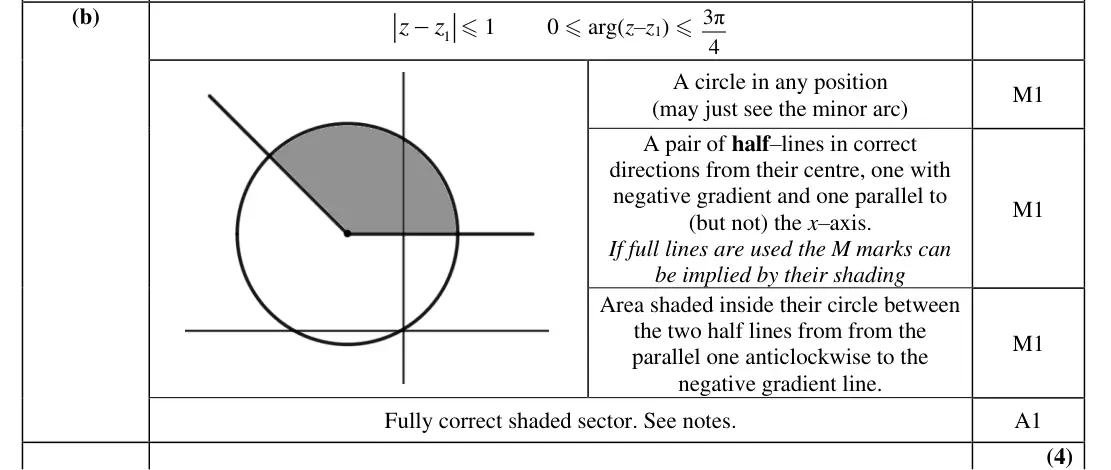 (b)
|z − z₁| ⩽ 1 0 ⩽ arg(z–z₁) ⩽ 3π/4
A circle in any position
(may just see the minor arc)
M1
A pair of half–lines in correct
directions from their centre, one with
negative gradient and one parallel to
(but not) the x–axis.
If full lines are used the M marks can
be implied by their shading
M1
Area shaded inside their circle between
the two half lines from from the
parallel one anticlockwise to the
negative gradient line.
M1
Fully correct shaded sector. See notes.
A1
(4)